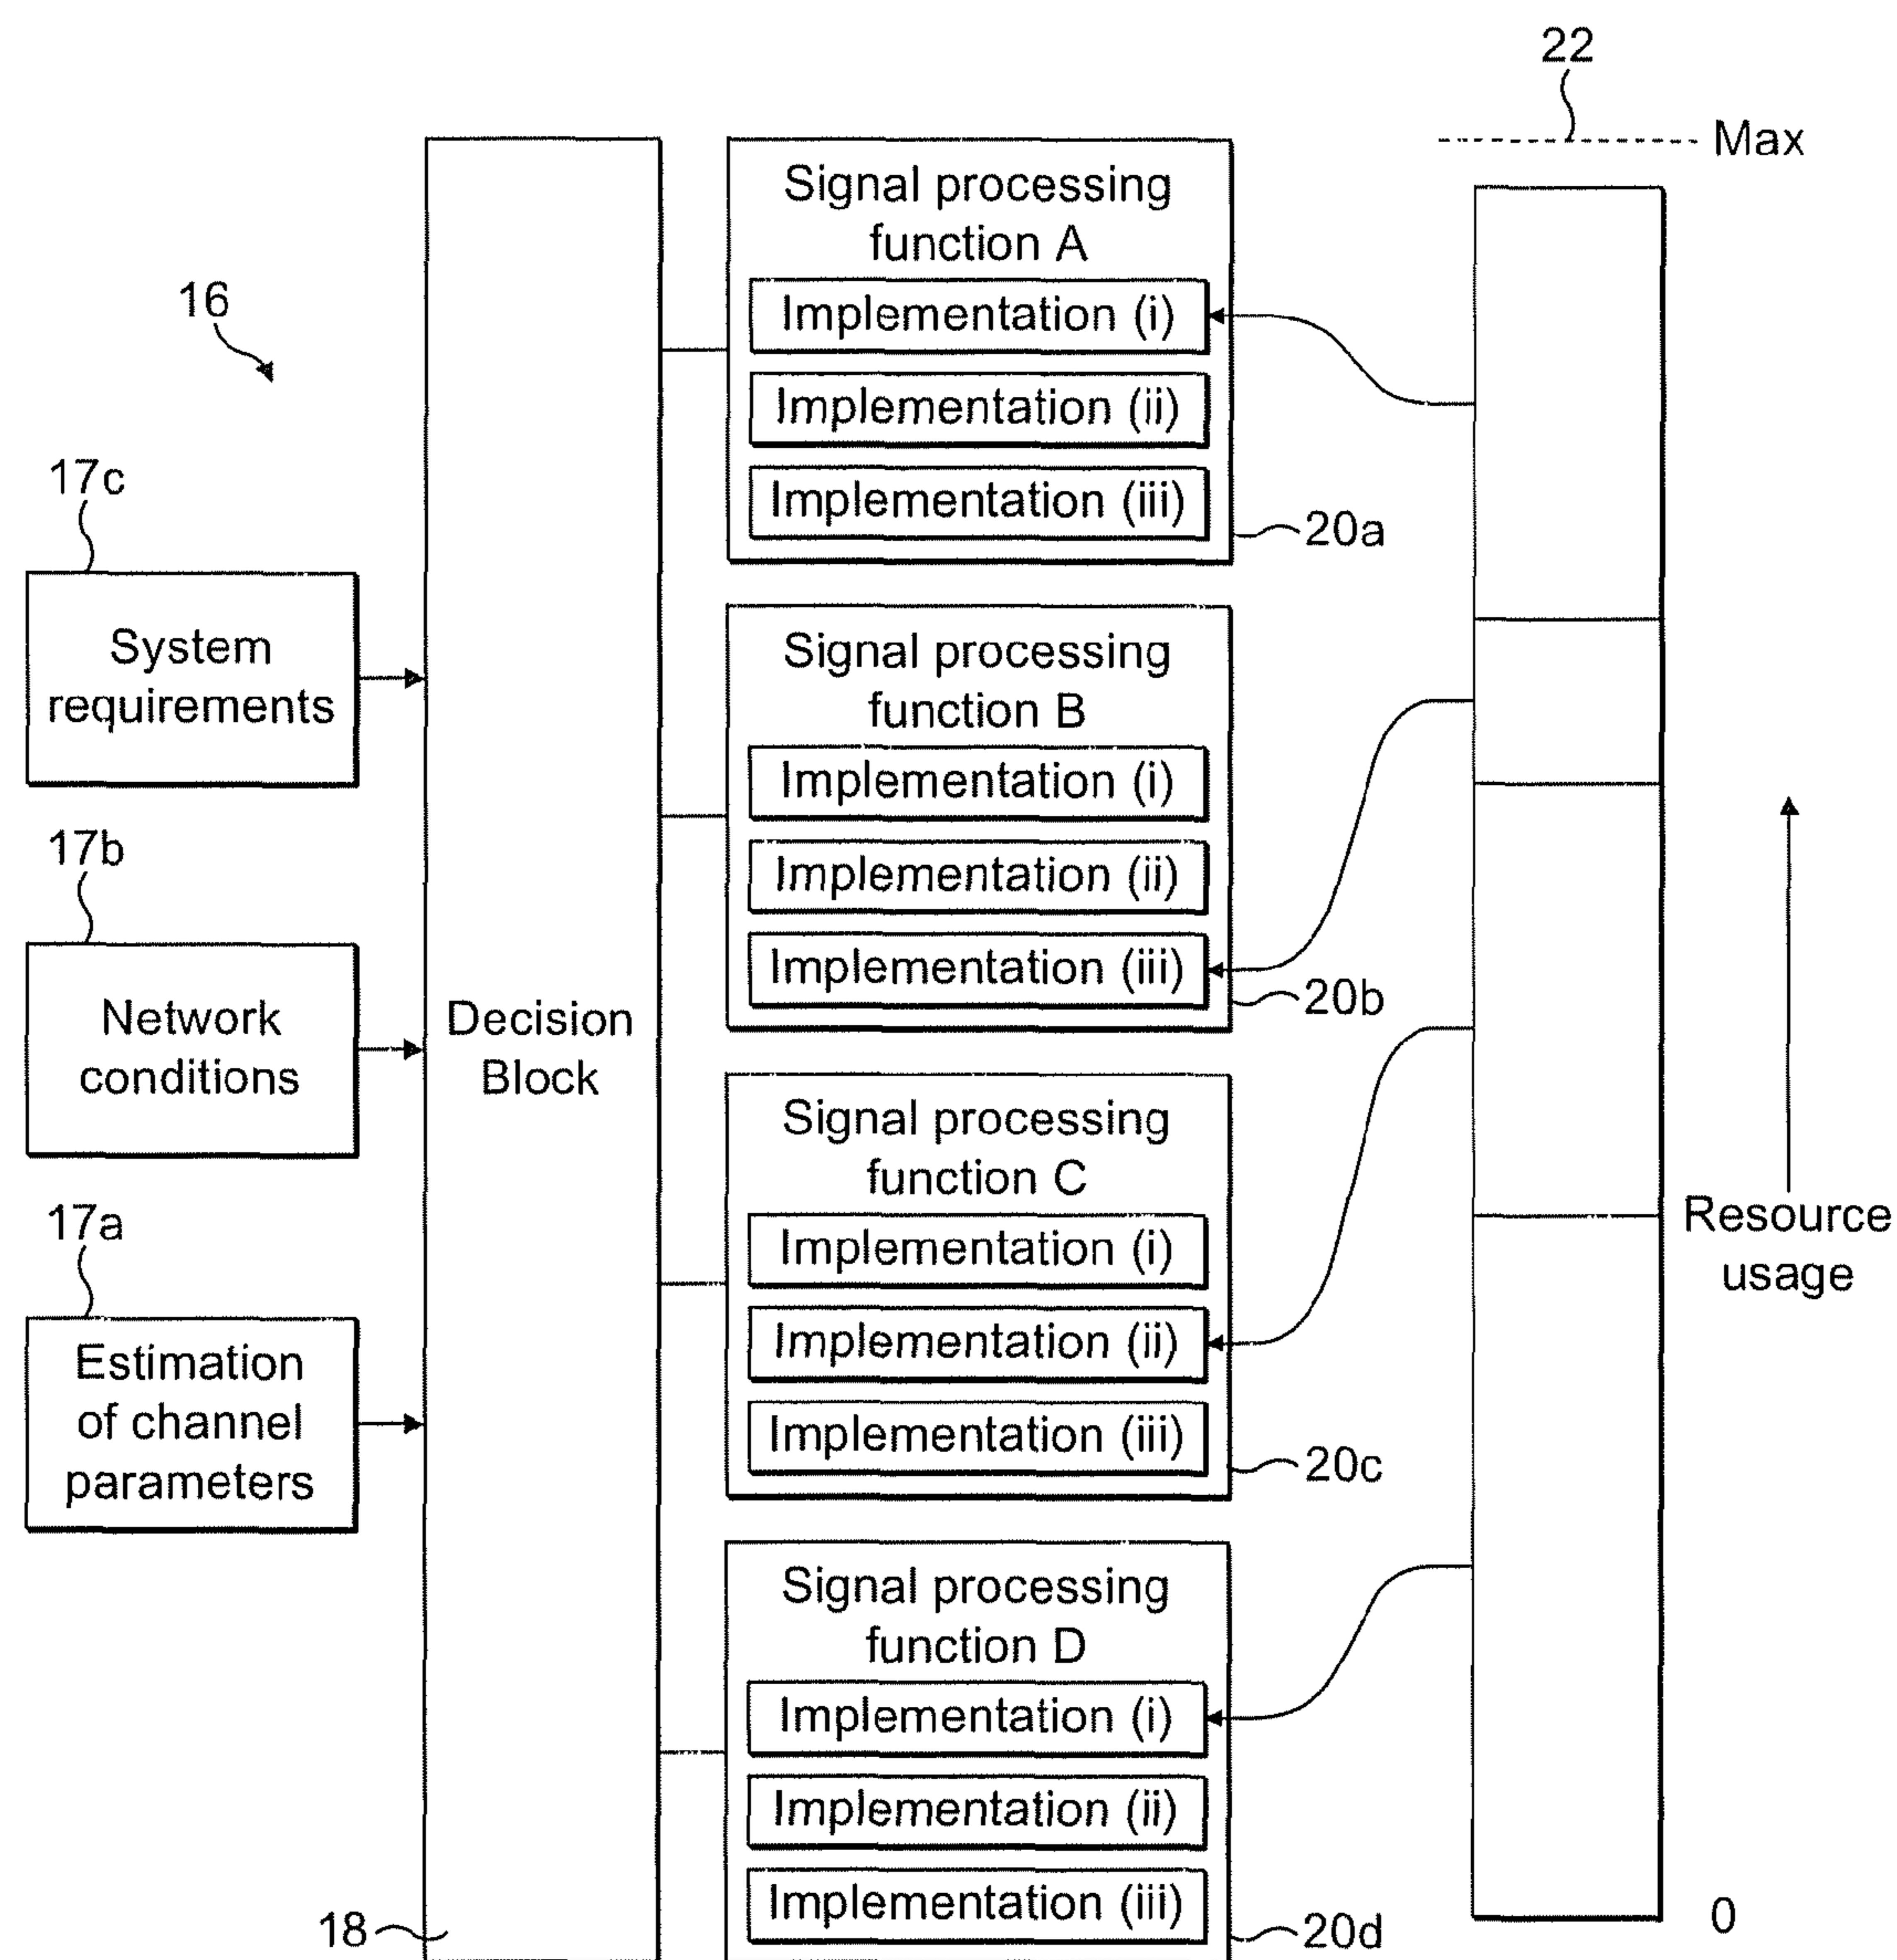 22
Max
16
17c
System
requirements
17b
Network
conditions
17a
Estimation
of channel
parameters
Decision
Block
18
Signal processing
function A
Implementation (i)
Implementation (ii)
Implementation (iii)
20a
Signal processing
function B
Implementation (i)
Implementation (ii)
Implementation (iii)
20b
Signal processing
function C
Implementation (i)
Implementation (ii)
Implementation (iii)
20c
Signal processing
function D
Implementation (i)
Implementation (ii)
Implementation (iii)
20d
Resource
usage
0